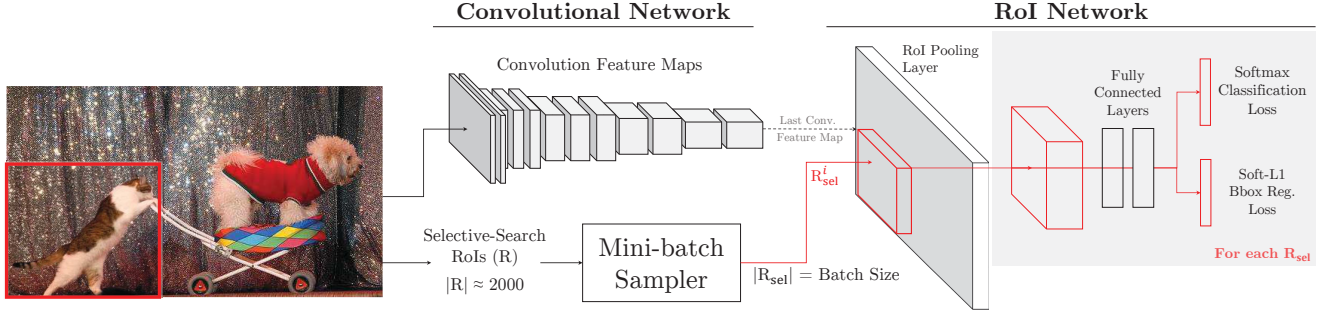 Convolutional Network
RoI Network
Convolution Feature Maps
RoI Pooling
Layer
Fully
Connected
Layers
Softmax
Classification
Loss
Last Conv.
Feature Map
R^i_sel
Soft-L1
Bbox Reg.
Loss
Selective-Search
RoIs (R)
|R| ≈ 2000
Mini-batch
Sampler
|R_sel| = Batch Size
For each R_sel